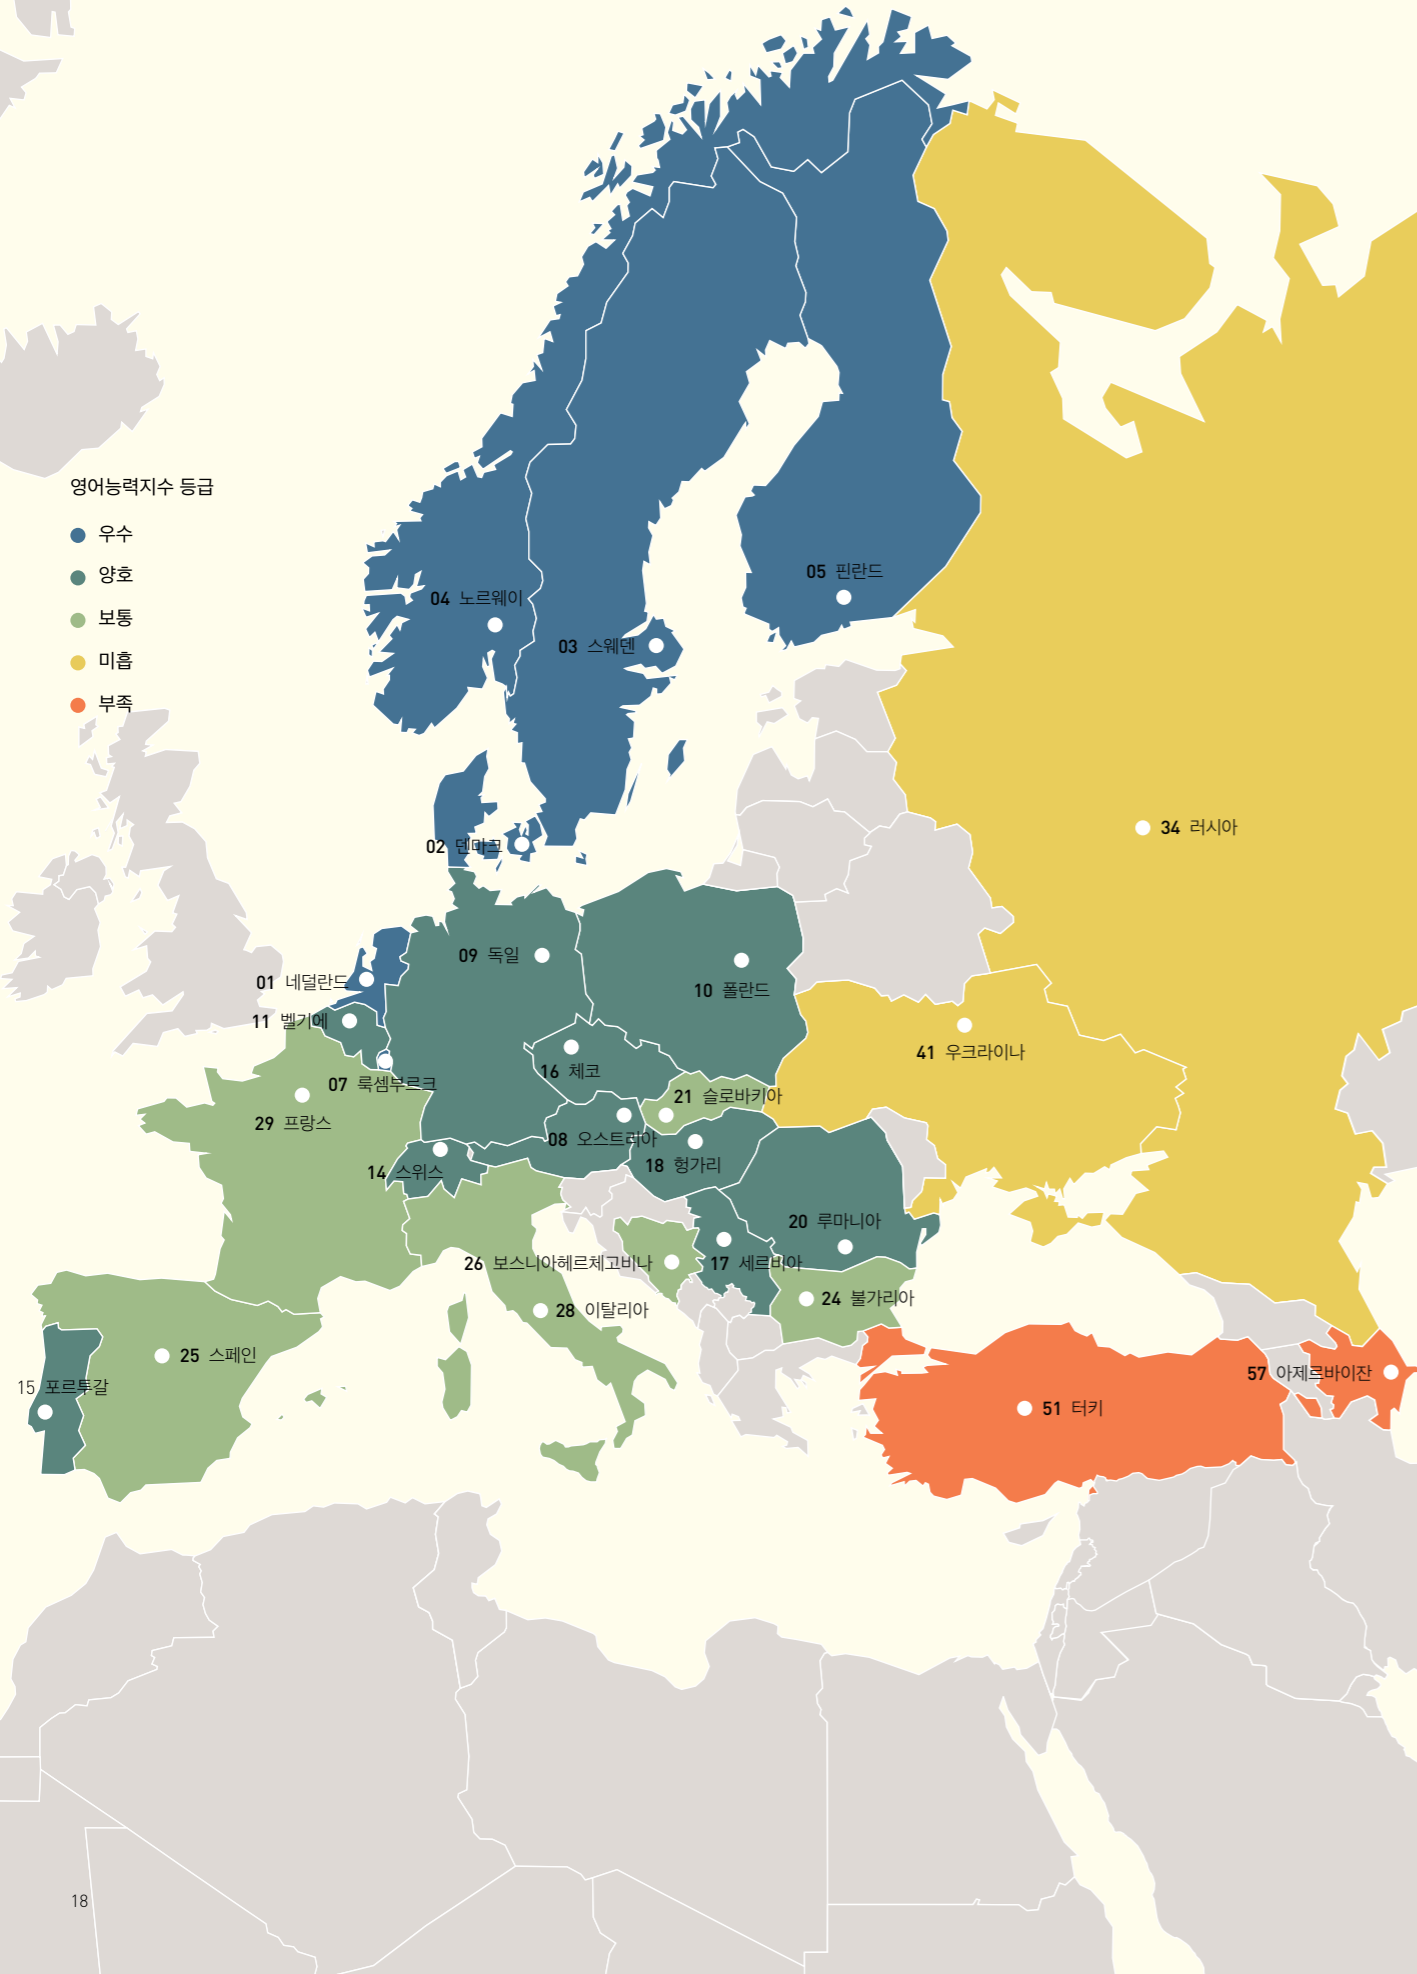 영어능력지수 등급
우수
양호
보통
미흡
부족
05 핀란드
04 노르웨이
03 스웨덴
34 러시아
02 덴마크
09 독일
01 네덜란드
10 폴란드
11 벨기에
41 우크라이나
16 체코
07 룩셈부르크
21 슬로바키아
29 프랑스
08 오스트리아
18 헝가리
14 스위스
20 루마니아
26 보스니아헤르체고비나
17 세르비아
24 불가리아
28 이탈리아
25 스페인
57 아제르바이잔
15 포르투갈
51 터키
18